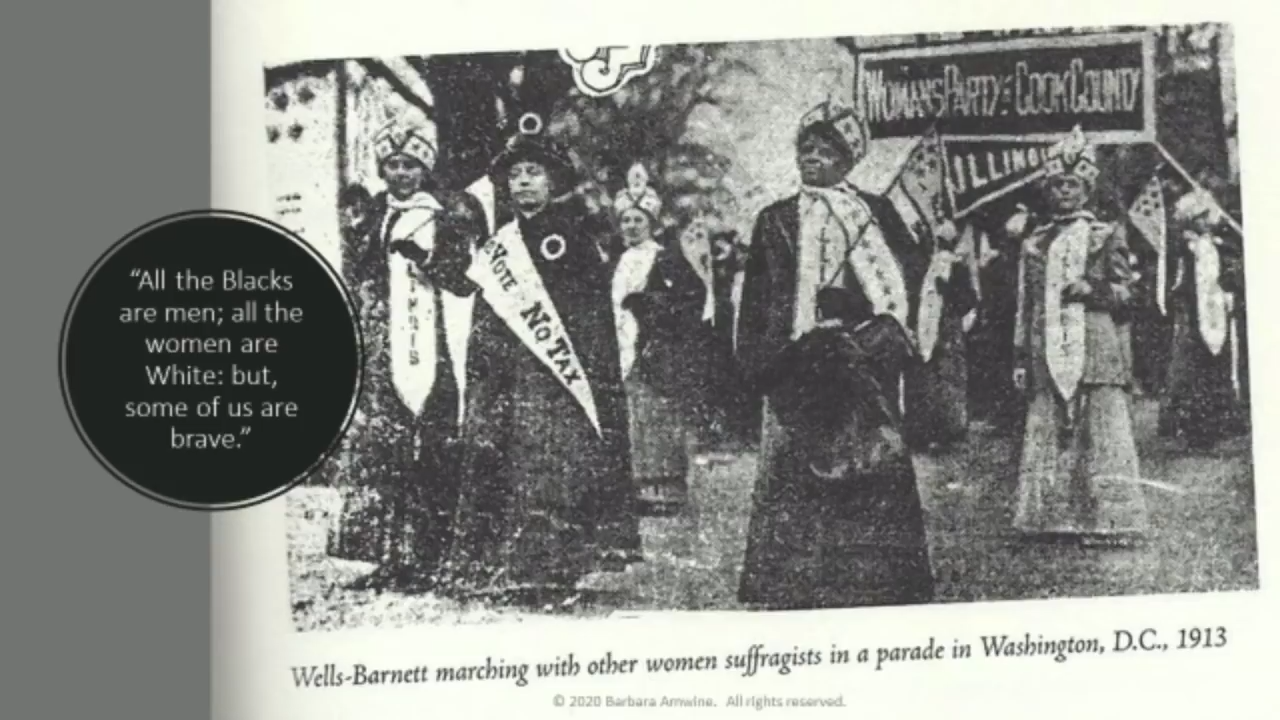 WOMAN'S PARTY OF COOK COUNTY
ILLINOI
VOTE
NO TAX
“All the Blacks
are men; all the
women are
White: but,
some of us are
brave.”
Wells-Barnett marching with other women suffragists in a parade in Washington, D.C., 1913
© 2020 Barbara Arnwine. All rights reserved.